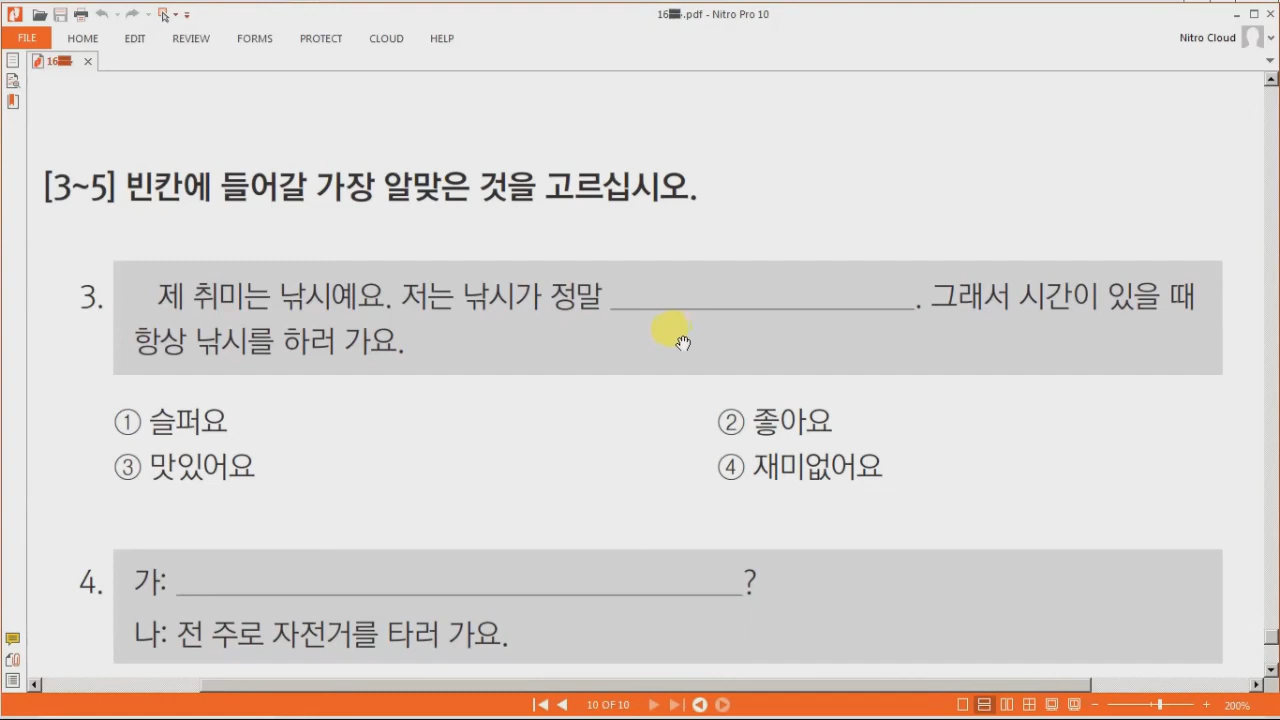 16 .pdf - Nitro Pro 10
FILE HOME EDIT REVIEW FORMS PROTECT CLOUD HELP Nitro Cloud
16
[3~5] 빈칸에 들어갈 가장 알맞은 것을 고르십시오.
3. 제 취미는 낚시예요. 저는 낚시가 정말 ____________________. 그래서 시간이 있을 때
항상 낚시를 하러 가요.
① 슬퍼요 ② 좋아요
③ 맛있어요 ④ 재미없어요
4. 가: ____________________?
나: 전 주로 자전거를 타러 가요.
10 OF 10 200%